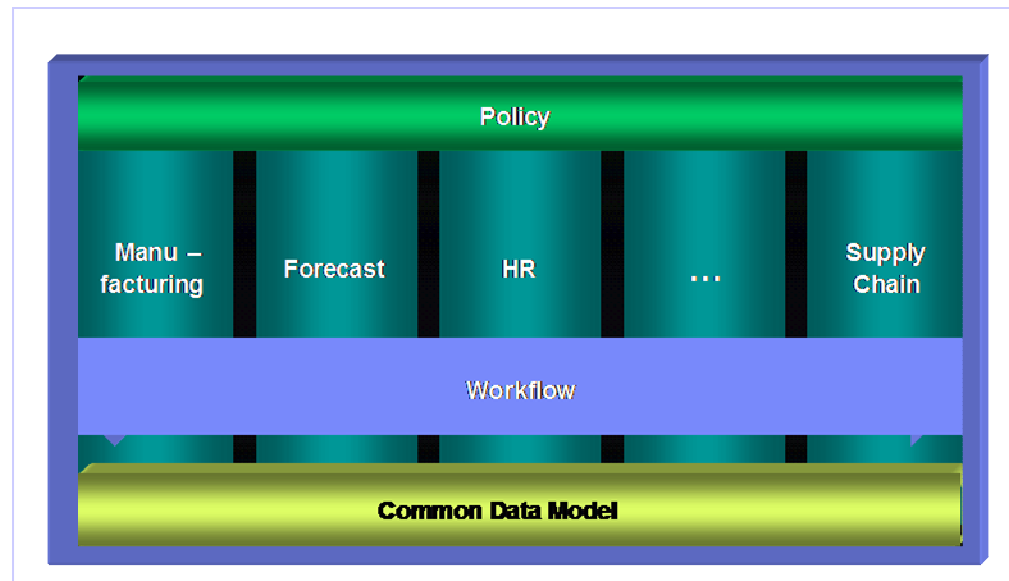 Policy
Manu –
facturing
Forecast
HR
...
Supply
Chain
Workflow
Common Data Model